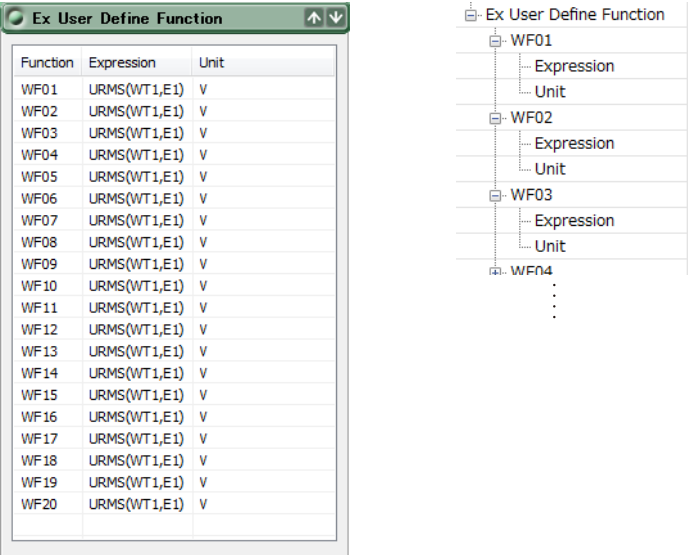 Ex User Define Function
Function Expression Unit
WF01 URMS(WT1,E1) V
WF02 URMS(WT1,E1) V
WF03 URMS(WT1,E1) V
WF04 URMS(WT1,E1) V
WF05 URMS(WT1,E1) V
WF06 URMS(WT1,E1) V
WF07 URMS(WT1,E1) V
WF08 URMS(WT1,E1) V
WF09 URMS(WT1,E1) V
WF10 URMS(WT1,E1) V
WF11 URMS(WT1,E1) V
WF12 URMS(WT1,E1) V
WF13 URMS(WT1,E1) V
WF14 URMS(WT1,E1) V
WF15 URMS(WT1,E1) V
WF16 URMS(WT1,E1) V
WF17 URMS(WT1,E1) V
WF18 URMS(WT1,E1) V
WF19 URMS(WT1,E1) V
WF20 URMS(WT1,E1) V
Ex User Define Function
WF01
Expression
Unit
WF02
Expression
Unit
WF03
Expression
Unit
WF04